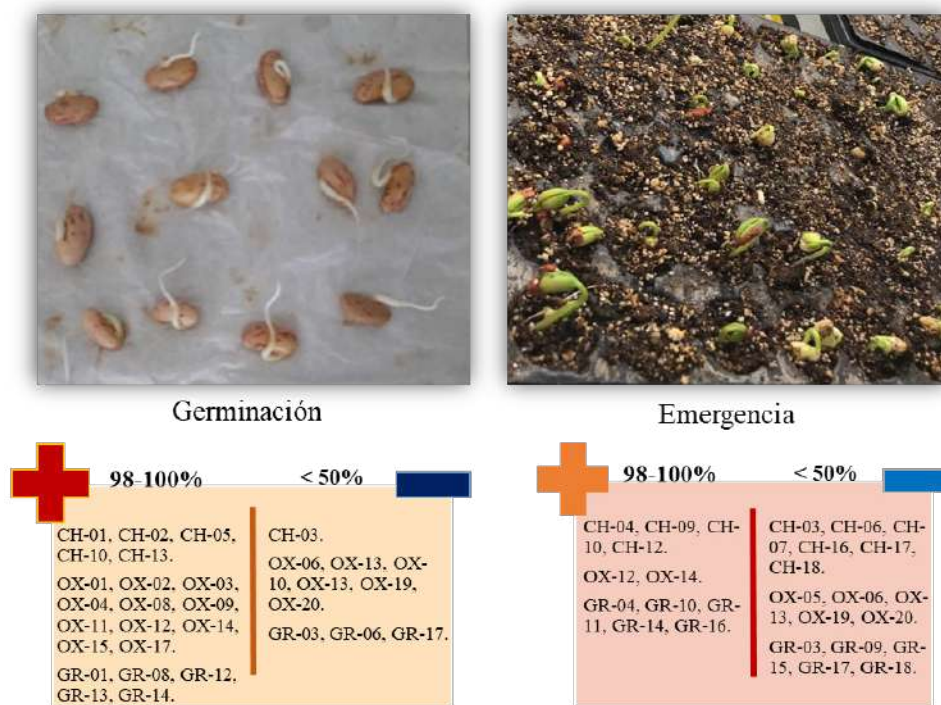 Germinación
98-100%
< 50%
CH-01, CH-02, CH-05,
CH-10, CH-13.
OX-01, OX-02, OX-03,
OX-04, OX-08, OX-09,
OX-11, OX-12, OX-14,
OX-15, OX-17.
GR-01, GR-08, GR-12,
GR-13, GR-14.
CH-03.
OX-06, OX-13, OX-
10, OX-13, OX-19,
OX-20.
GR-03, GR-06, GR-17.
Emergencia
98-100%
< 50%
CH-04, CH-09, CH-
10, CH-12.
OX-12, OX-14.
GR-04, GR-10, GR-
11, GR-14, GR-16.
CH-03, CH-06, CH-
07, CH-16, CH-17,
CH-18.
OX-05, OX-06, OX-
13, OX-19, OX-20.
GR-03, GR-09, GR-
15, GR-17, GR-18.